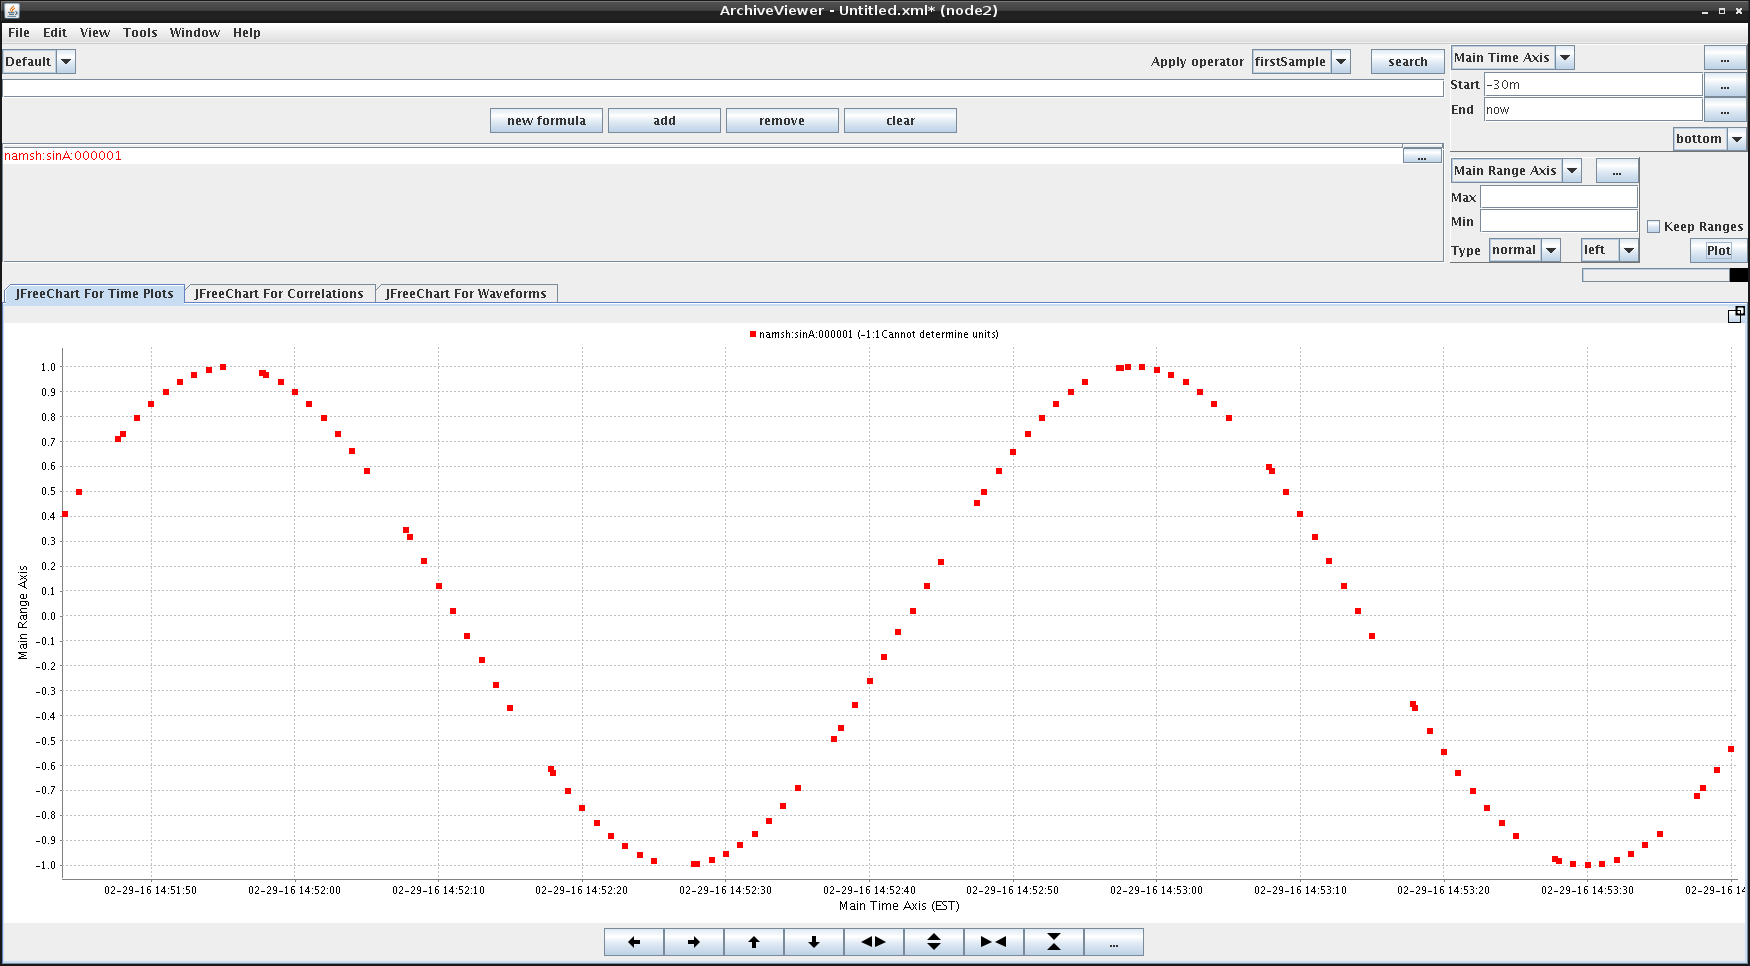 ArchiveViewer - Untitled.xml* (node2)
File Edit View Tools Window Help
Default Apply operator firstSample search
new formula add remove clear
namsh:sinA:000001 ...
Main Time Axis ...
Start -30m ...
End now ...
bottom
Main Range Axis ...
Max
Min
Keep Ranges
Type normal left Plot
JFreeChart For Time Plots JFreeChart For Correlations JFreeChart For Waveforms
namsh:sinA:000001 (-1:1Cannot determine units)
1.0
0.9
0.8
0.7
0.6
0.5
0.4
0.3
0.2
0.1
0.0
-0.1
-0.2
-0.3
-0.4
-0.5
-0.6
-0.7
-0.8
-0.9
-1.0
Main Range Axis
02-29-16 14:51:50 02-29-16 14:52:00 02-29-16 14:52:10 02-29-16 14:52:20 02-29-16 14:52:30 02-29-16 14:52:40 02-29-16 14:52:50 02-29-16 14:53:00 02-29-16 14:53:10 02-29-16 14:53:20 02-29-16 14:53:30 02-29-16 14
Main Time Axis (EST)
...